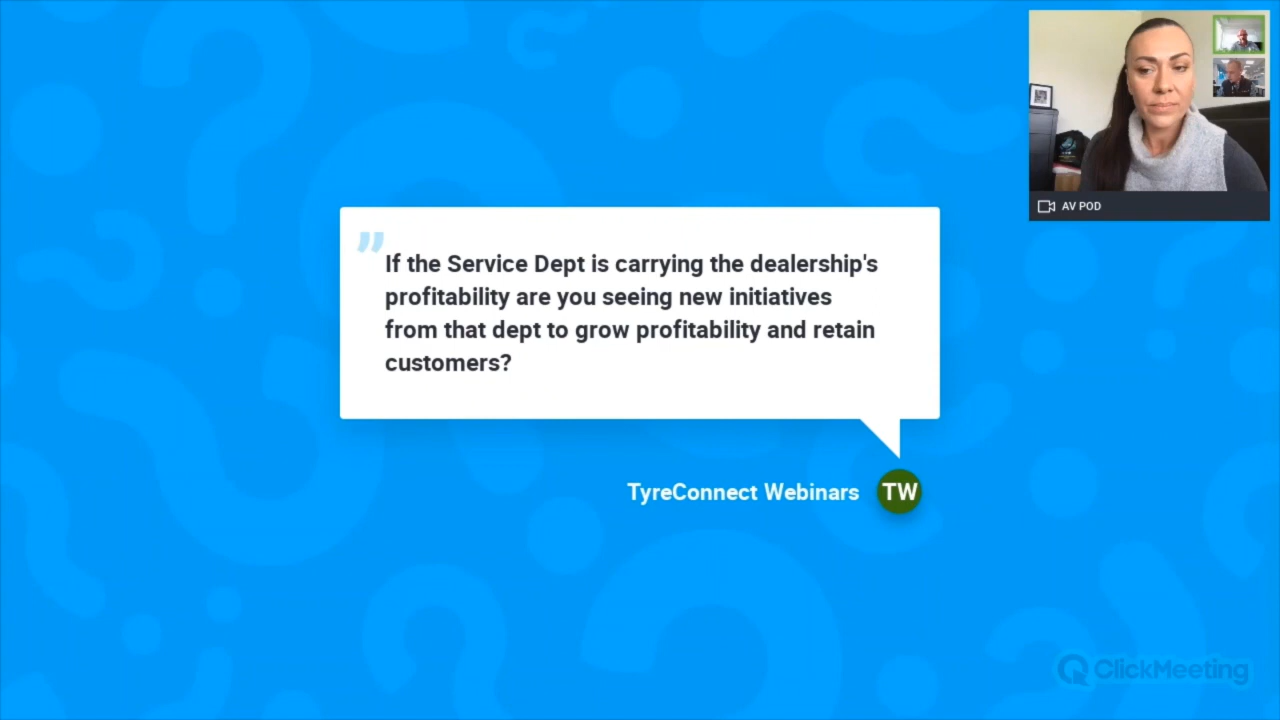 AV POD
"
If the Service Dept is carrying the dealership's
profitability are you seeing new initiatives
from that dept to grow profitability and retain
customers?
TyreConnect Webinars TW
ClickMeeting